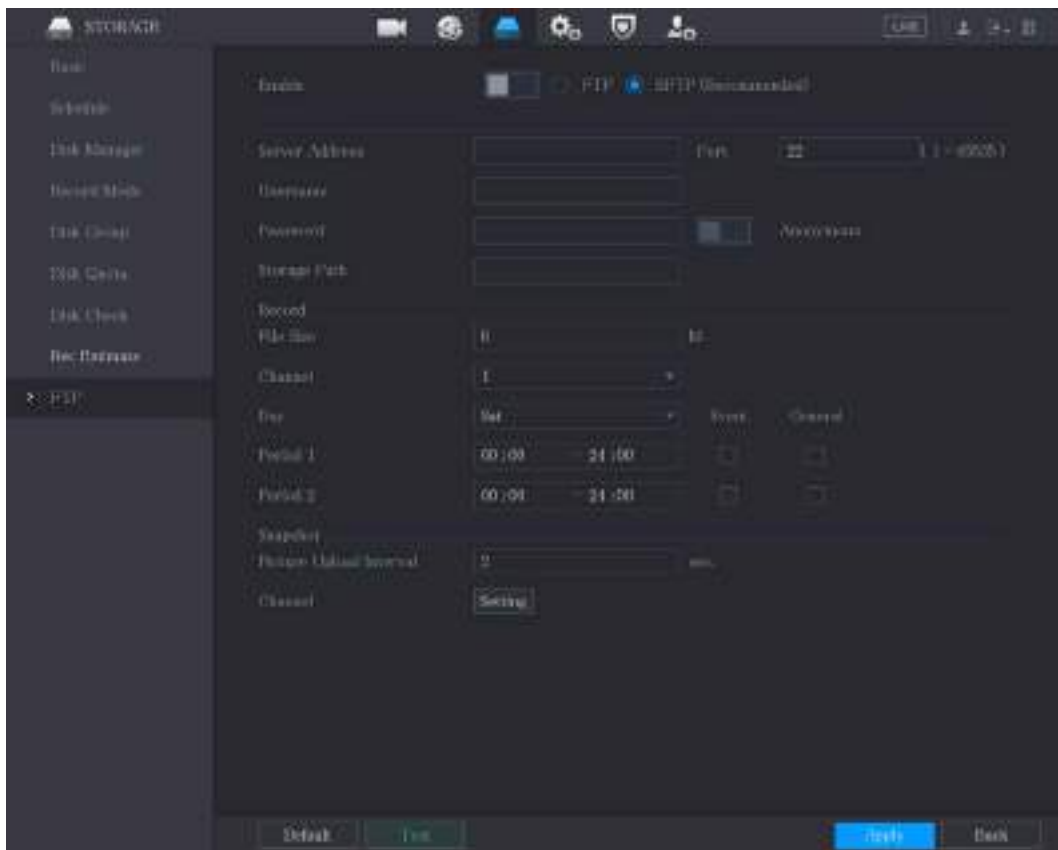 STORAGE
LIVE
Basic
Schedule
Disk Manager
Record Mode
Disk Group
Disk Quota
Disk Check
Rec Estimate
FTP
Enable
FTP
SFTP (Recommended)
Server Address
Port
22
(1 - 65535)
Username
Password
Anonymous
Storage Path
Record
File Size
0
M
Channel
1
Day
Sat
Event
General
Period 1
00:00 - 24:00
Period 2
00:00 - 24:00
Snapshot
Picture Upload Interval
2
sec.
Channel
Setting
Default
Test
Apply
Back